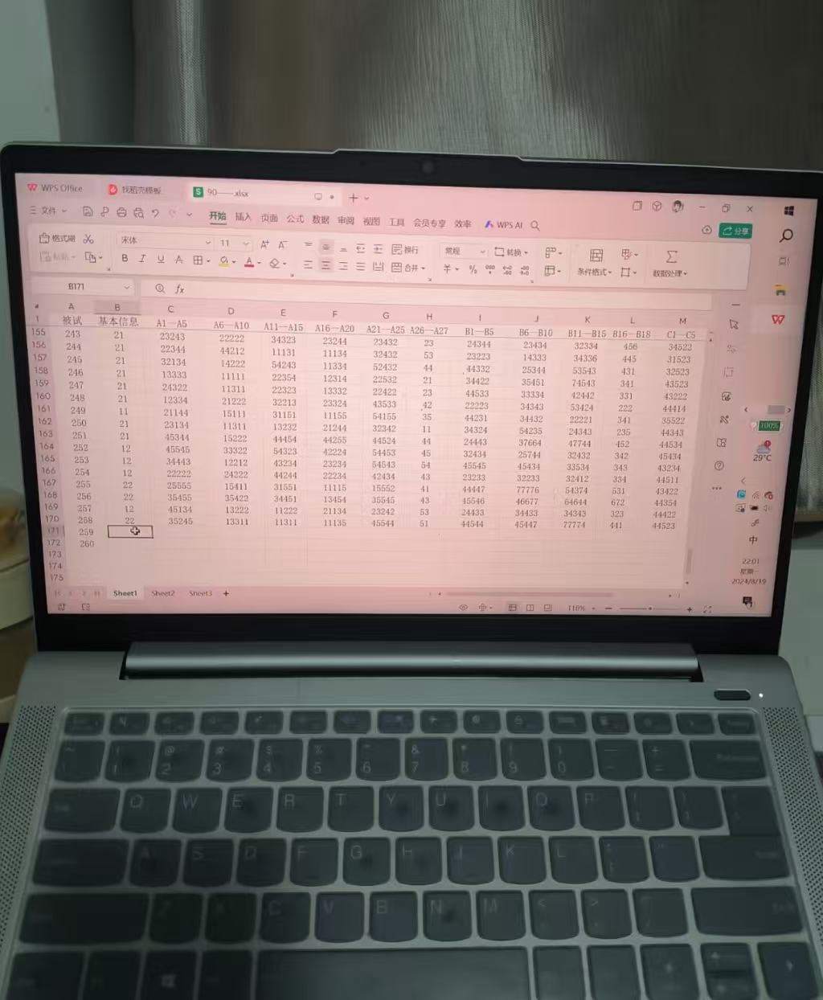 WPS Office 找稻壳模板 S 90——.xlsx
文件 开始 插入 页面 公式 数据 审阅 视图 工具 会员专享 效率 WPS AI 分享
格式刷 宋体 11 A+ A- 换行 常规 转换
粘贴 B I U A 合并 条件格式 数据处理
B171 fx
A B C D E F G H I J K L M
1 被试 基本信息 A1—A5 A6—A10 A11—A15 A16—A20 A21—A25 A26—A27 B1—B5 B6—B10 B11—B15 B16—B18 C1—C5
155 243 21 23243 22222 34323 23244 23432 23 24344 23434 32334 456 34522
156 244 21 22344 44212 11131 11134 32432 53 23223 14333 34336 445 31523
157 245 21 32134 14222 54243 11334 52432 44 44332 25344 53543 431 32523
158 246 21 13333 11111 22354 12314 22532 21 34422 35451 74543 341 43523
159 247 21 24322 11311 22323 13332 22422 23 44533 33334 42442 331 43222
160 248 21 12334 21222 32213 23324 43533 42 22223 34343 53424 222 44414
161 249 11 21144 15111 31151 11155 54155 35 44231 34432 22221 341 35522
162 250 21 23134 11311 13232 21244 32342 11 34324 54235 24343 235 44343
163 251 21 45344 15222 44454 44255 44524 44 24443 37664 47744 452 44534
164 252 12 45545 33322 54323 42224 54453 45 32434 25744 32432 342 45434
165 253 12 34443 12212 43234 23234 54543 54 45545 45434 33534 343 43234
166 254 12 22222 24222 44244 22234 42434 43 23233 32233 32412 334 44511
167 255 22 25555 15411 31551 11115 15552 41 44447 77776 54374 531 43422
168 256 22 35455 35422 34451 13454 35545 43 45546 46677 64644 672 44354
169 257 12 45134 13222 11222 21134 23242 53 24433 34433 34343 323 44422
170 258 22 35245 13311 11311 11135 45544 51 44544 45447 77774 441 44523
171 259
172 260
173
174
175
Sheet1 Sheet2 Sheet3 +
110%
100%
29°C
中
22:01
星期一
2024/8/19
@ # $ % & *
1 2 3 4 5 6 7 8 9 0
Q W E R T Y U I O P
A S D F G H J K L
C V B N M